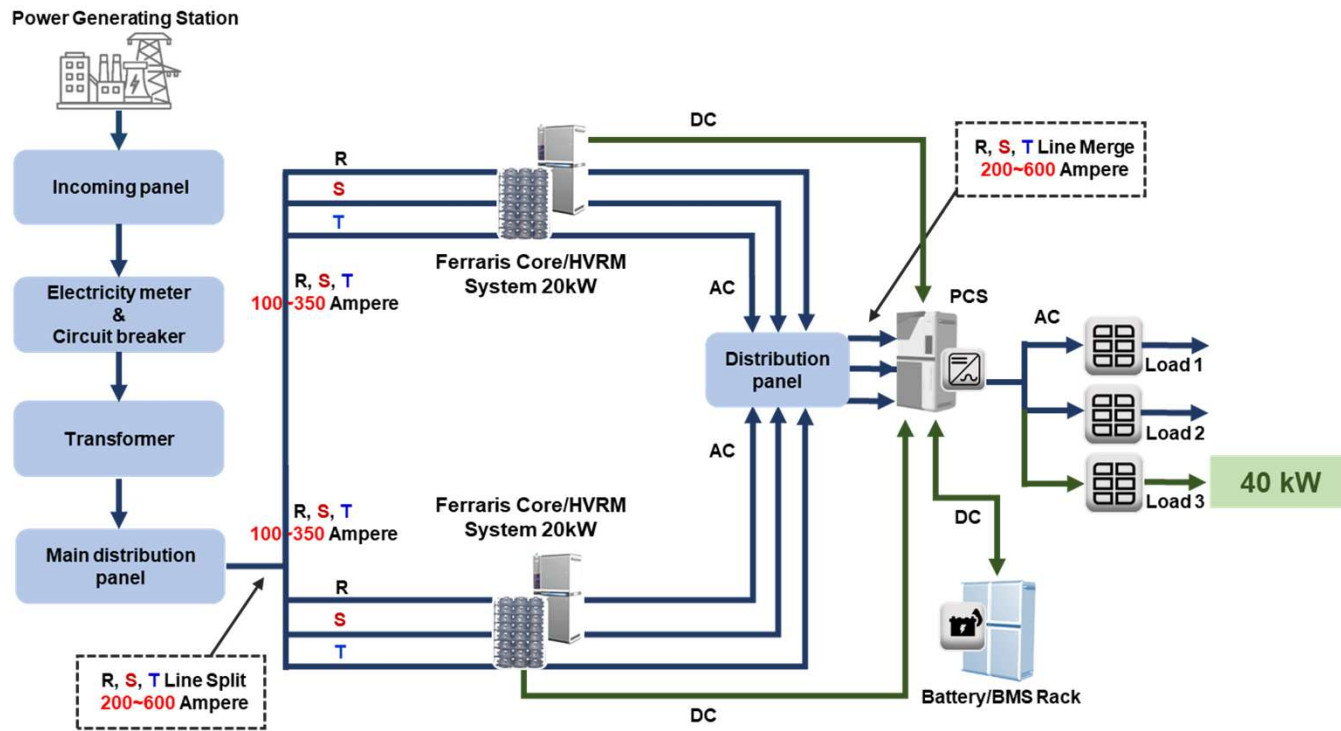 Power Generating Station
Incoming panel
Electricity meter
&
Circuit breaker
Transformer
Main distribution
panel
R, S, T Line Split
200~600 Ampere
R
S
T
R, S, T
100~350 Ampere
Ferraris Core/HVRM
System 20kW
R, S, T
100~350 Ampere
Ferraris Core/HVRM
System 20kW
R
S
T
DC
AC
Distribution
panel
AC
DC
R, S, T Line Merge
200~600 Ampere
PCS
AC
Load 1
Load 2
Load 3
40 kW
DC
Battery/BMS Rack